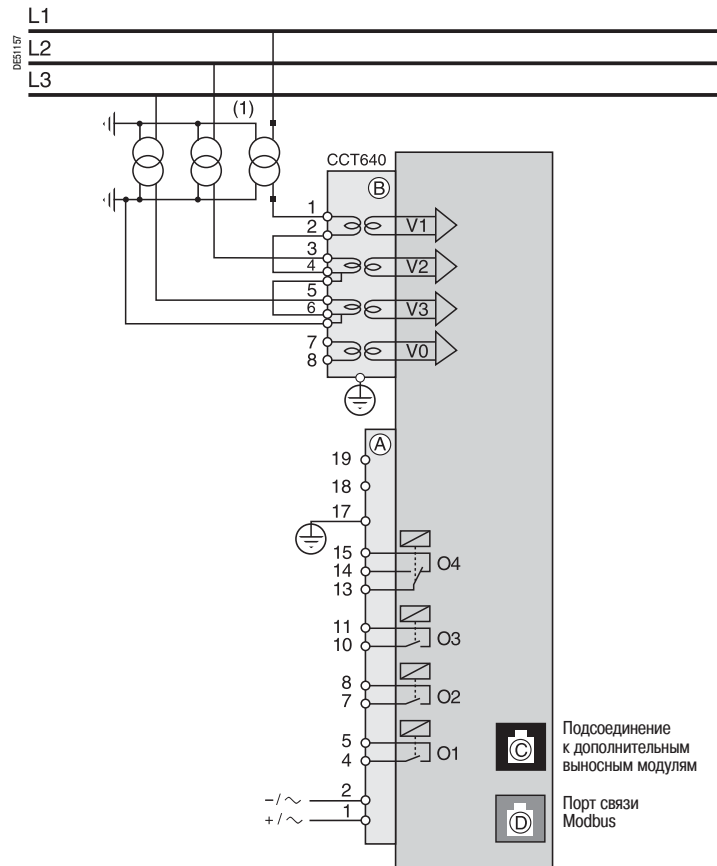 L1
DE51157
L2
L3
(1)
CCT640
B
1
V1
2
3
V2
4
5
V3
6
7
V0
8
A
19
18
17
15
O4
14
13
11
O3
10
8
O2
7
5
O1
4
2
−/∼
1
+/∼
C
Подсоединение
к дополнительным
выносным модулям
D
Порт связи
Modbus